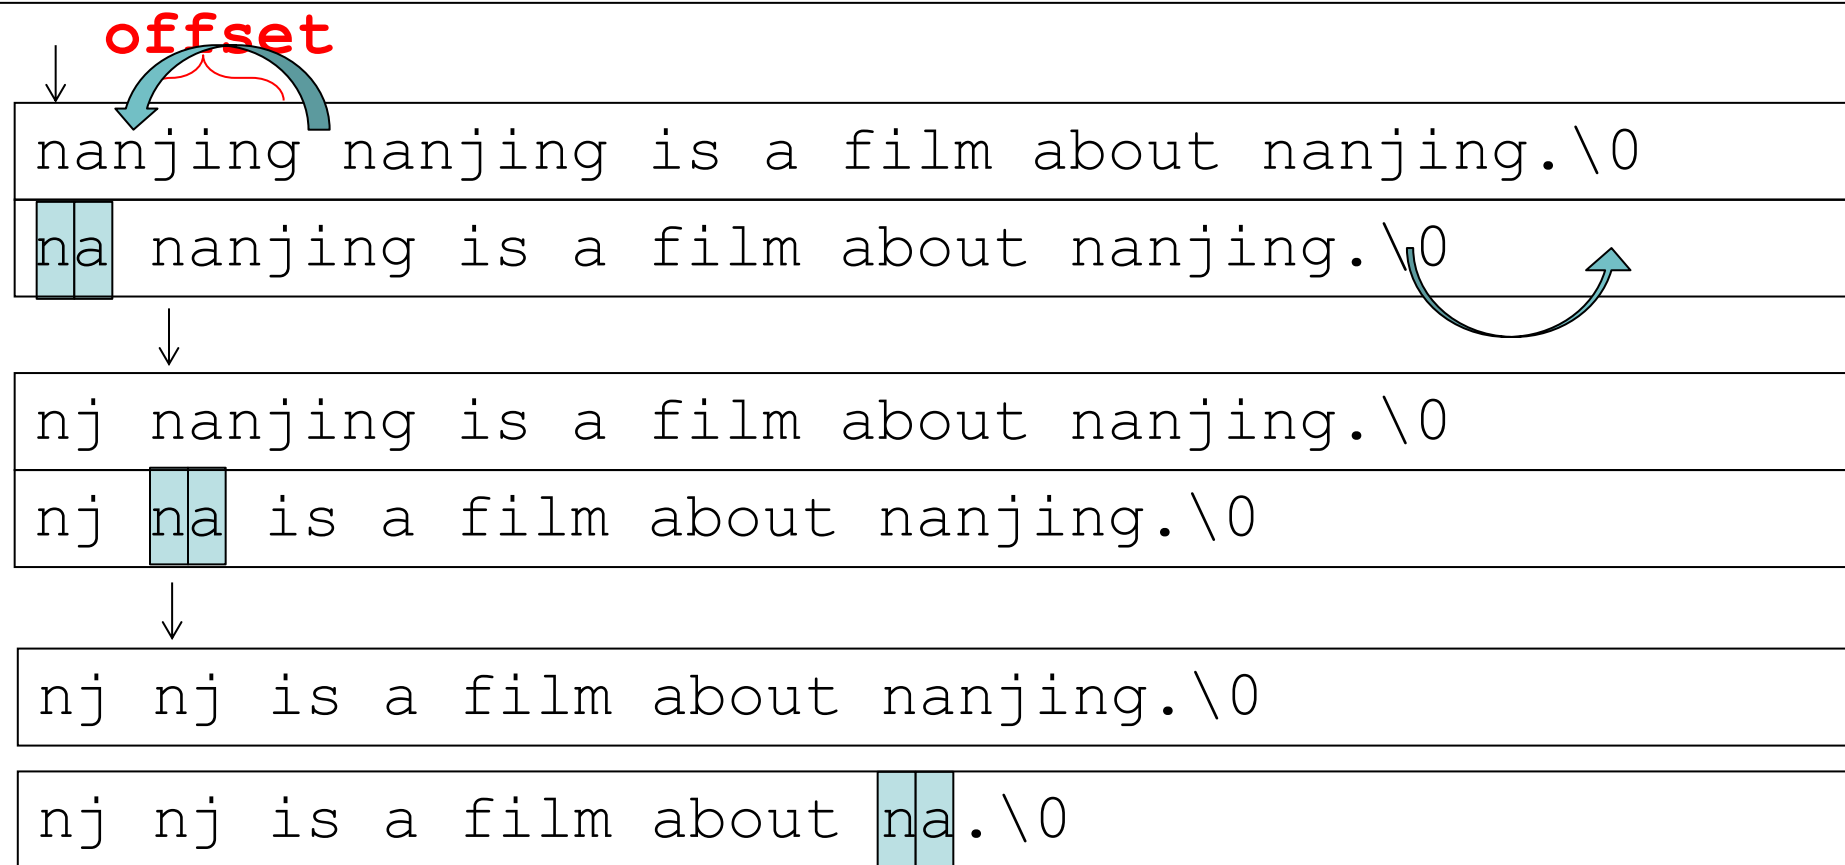 offset
nanjing nanjing is a film about nanjing.\0
na nanjing is a film about nanjing.\0
nj nanjing is a film about nanjing.\0
nj na is a film about nanjing.\0
nj nj is a film about nanjing.\0
nj nj is a film about na.\0